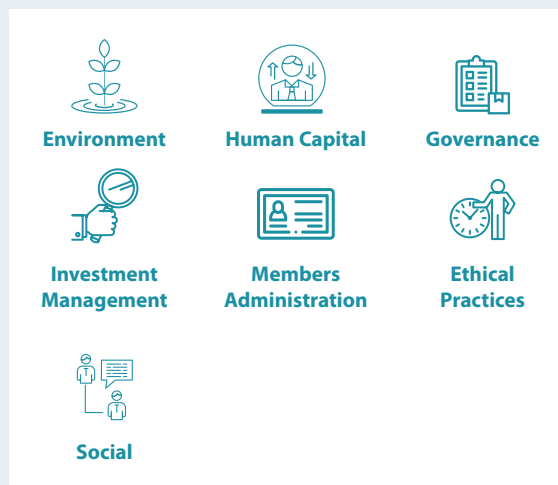 Environment
Human Capital
Governance
Investment
Management
Members
Administration
Ethical
Practices
Social